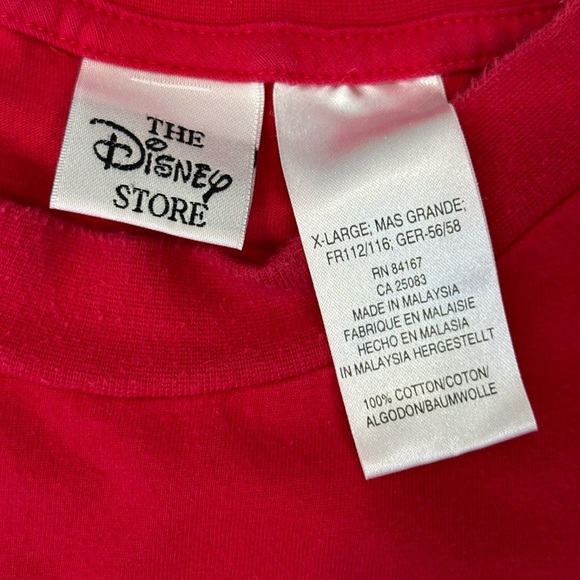 THE
Disney
STORE
X-LARGE; MAS GRANDE;
FR112/116; GER-56/58
RN 84167
CA 25083
MADE IN MALAYSIA
FABRIQUE EN MALAISIE
HECHO EN MALASIA
IN MALAYSIA HERGESTELLT
100% COTTON/COTON/
ALGODON/BAUMWOLLE